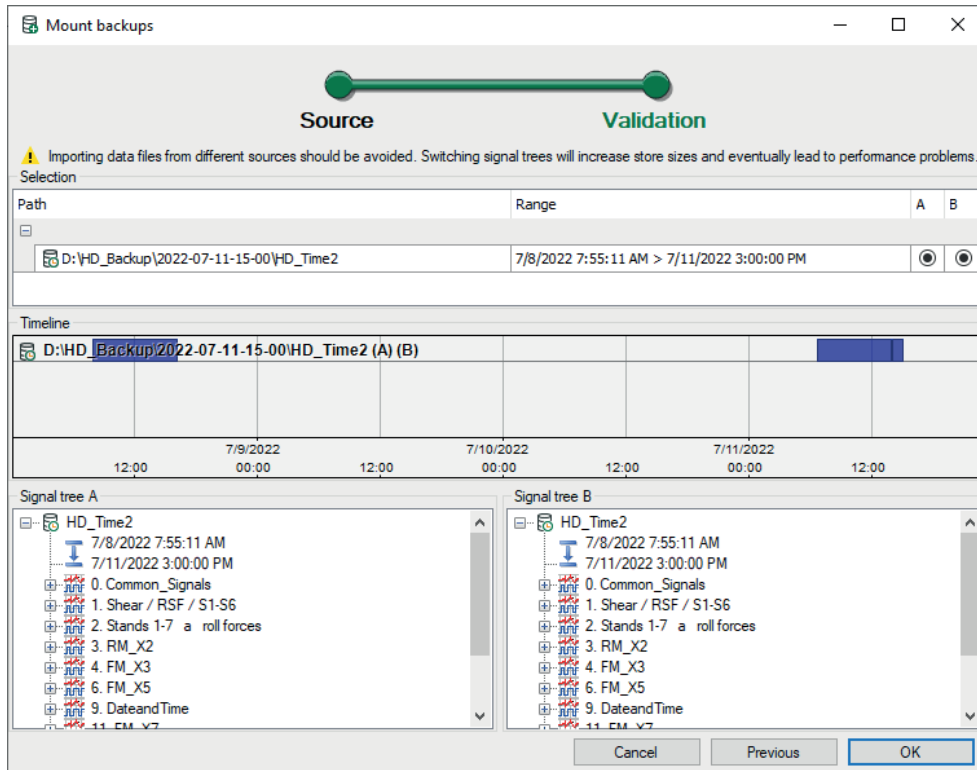 Mount backups
Source
Validation
Importing data files from different sources should be avoided. Switching signal trees will increase store sizes and eventually lead to performance problems.
Selection
Path Range A B
D:\HD_Backup\2022-07-11-15-00\HD_Time2 7/8/2022 7:55:11 AM > 7/11/2022 3:00:00 PM
Timeline
D:\HD_Backup\2022-07-11-15-00\HD_Time2 (A) (B)
7/9/2022 7/10/2022 7/11/2022
12:00 00:00 12:00 00:00 12:00 00:00 12:00
Signal tree A
HD_Time2
7/8/2022 7:55:11 AM
7/11/2022 3:00:00 PM
0. Common_Signals
1. Shear / RSF / S1-S6
2. Stands 1-7 a roll forces
3. RM_X2
4. FM_X3
6. FM_X5
9. DateandTime
11. FM_X7
Signal tree B
HD_Time2
7/8/2022 7:55:11 AM
7/11/2022 3:00:00 PM
0. Common_Signals
1. Shear / RSF / S1-S6
2. Stands 1-7 a roll forces
3. RM_X2
4. FM_X3
6. FM_X5
9. DateandTime
11. FM_X7
Cancel Previous OK